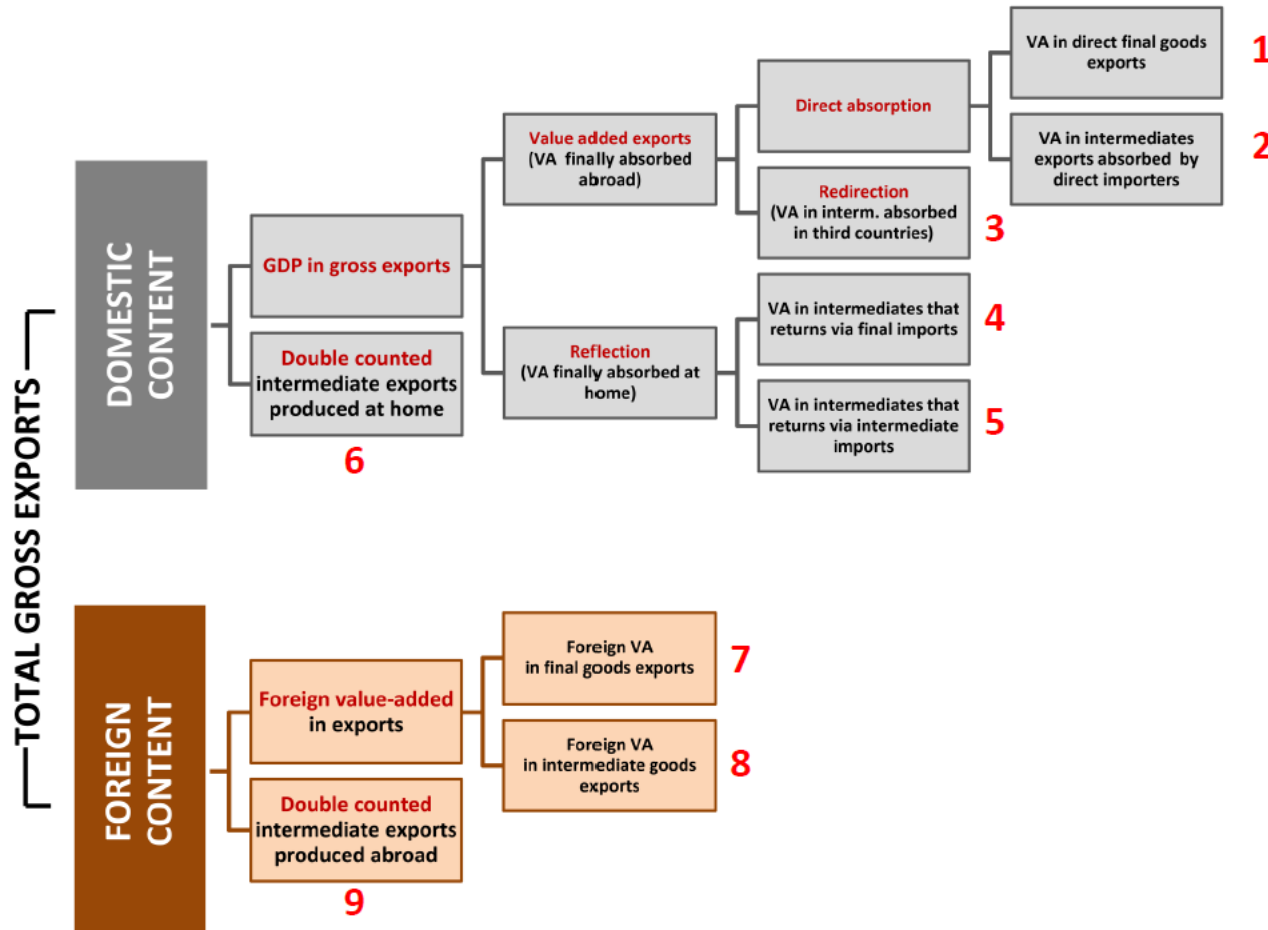 TOTAL GROSS EXPORTS
DOMESTIC
CONTENT
GDP in gross exports
Double counted
intermediate exports
produced at home
6
Value added exports
(VA finally absorbed
abroad)
Reflection
(VA finally absorbed at
home)
Direct absorption
Redirection
(VA in interm. absorbed
in third countries)
3
VA in intermediates that
returns via final imports
4
VA in intermediates that
returns via intermediate
imports
5
VA in direct final goods
exports
1
VA in intermediates
exports absorbed by
direct importers
2
FOREIGN
CONTENT
Foreign value-added
in exports
Double counted
intermediate exports
produced abroad
9
Foreign VA
in final goods exports
7
Foreign VA
in intermediate goods
exports
8